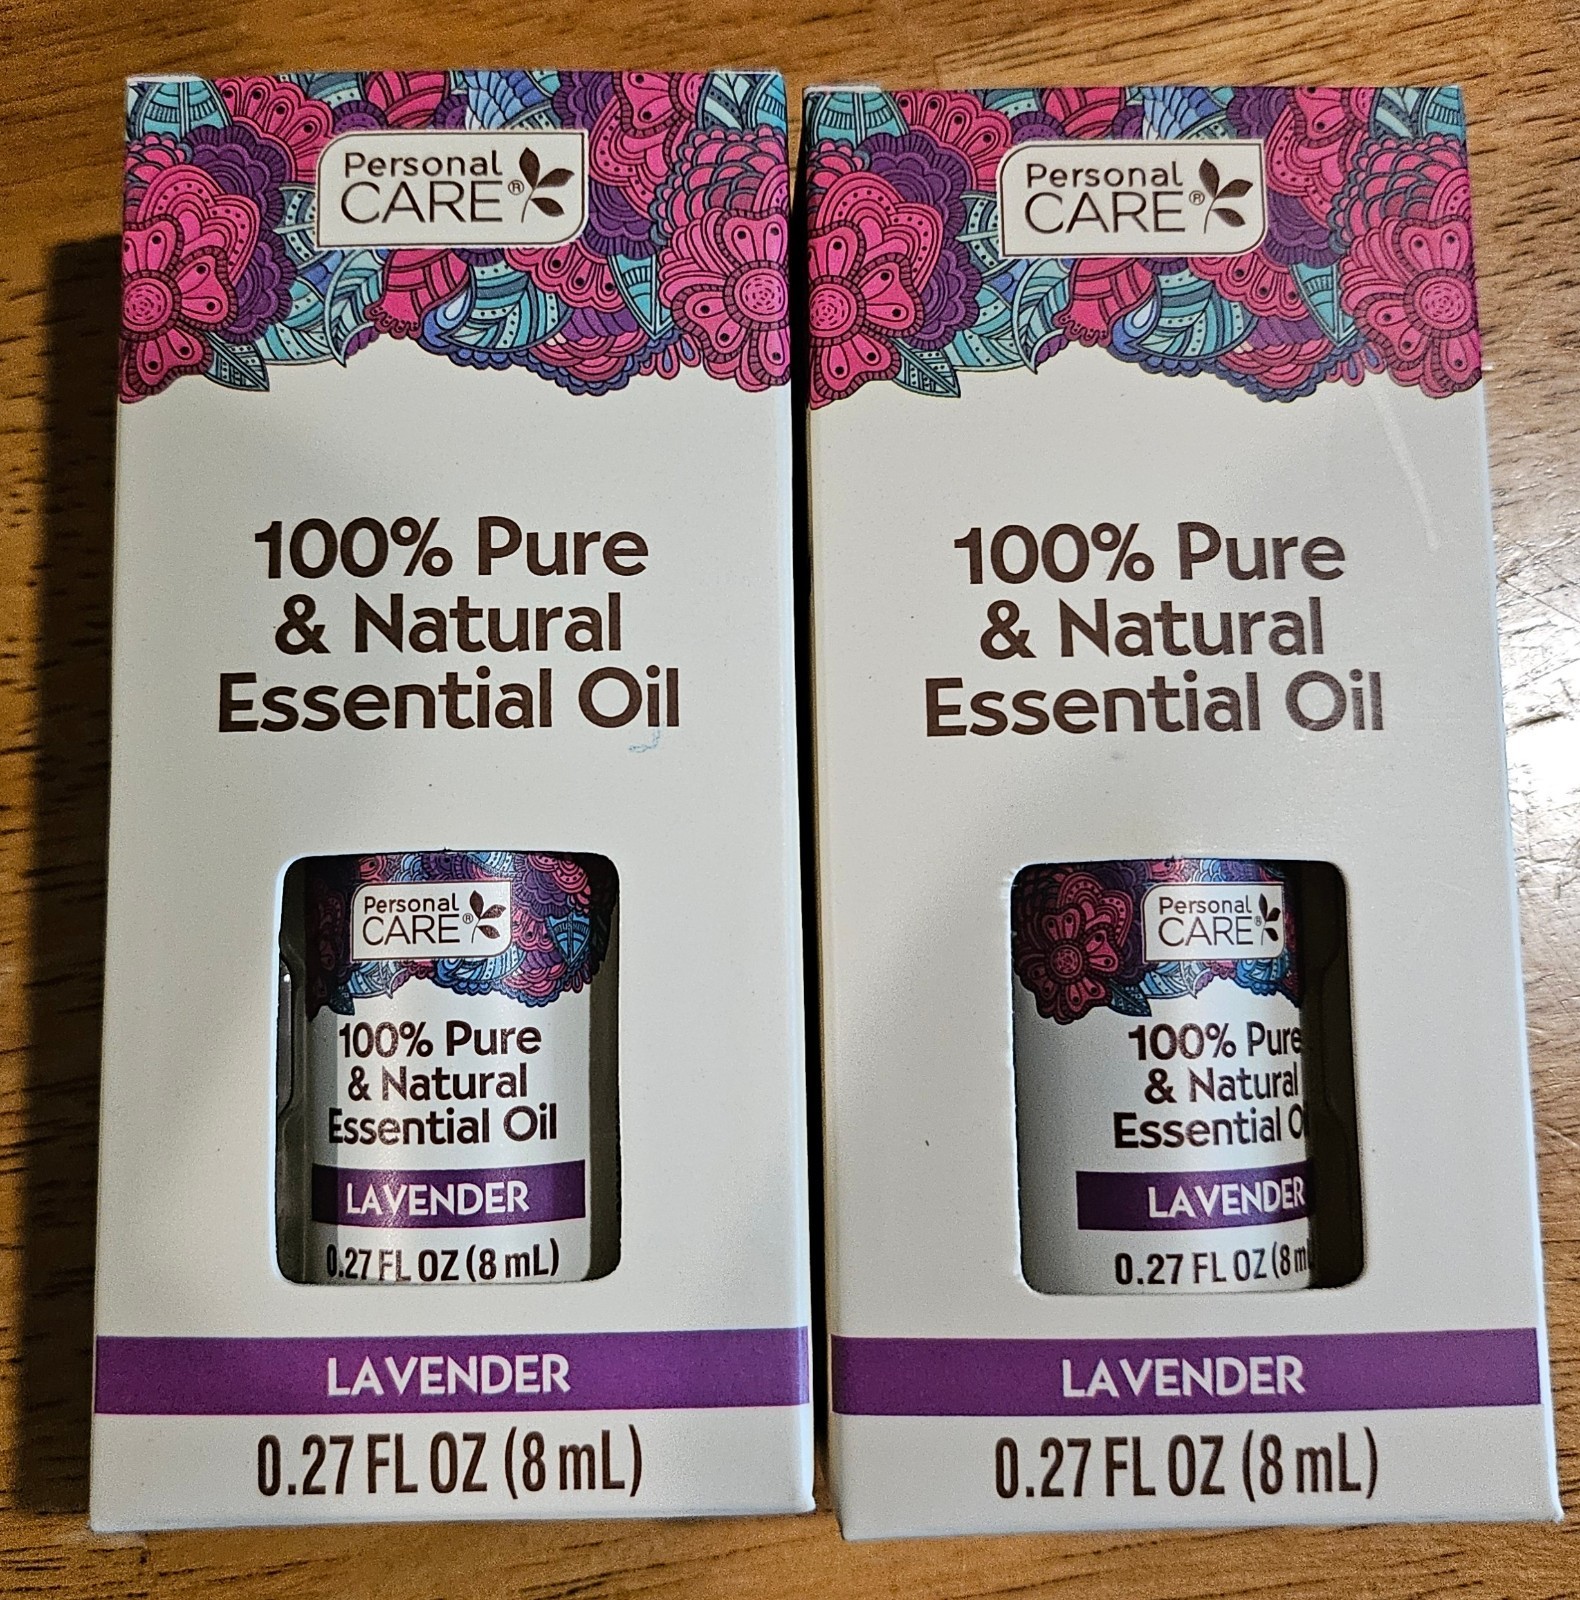 Personal
CARE®
100% Pure
& Natural
Essential Oil
Personal
CARE®
100% Pure
& Natural
Essential Oil
LAVENDER
0.27 FL OZ (8 mL)
LAVENDER
0.27 FL OZ (8 mL)
Personal
CARE®
100% Pure
& Natural
Essential Oil
Personal
CARE®
100% Pure
& Natural
Essential O
LAVENDER
0.27 FL OZ (8 m
LAVENDER
0.27 FL OZ (8 mL)